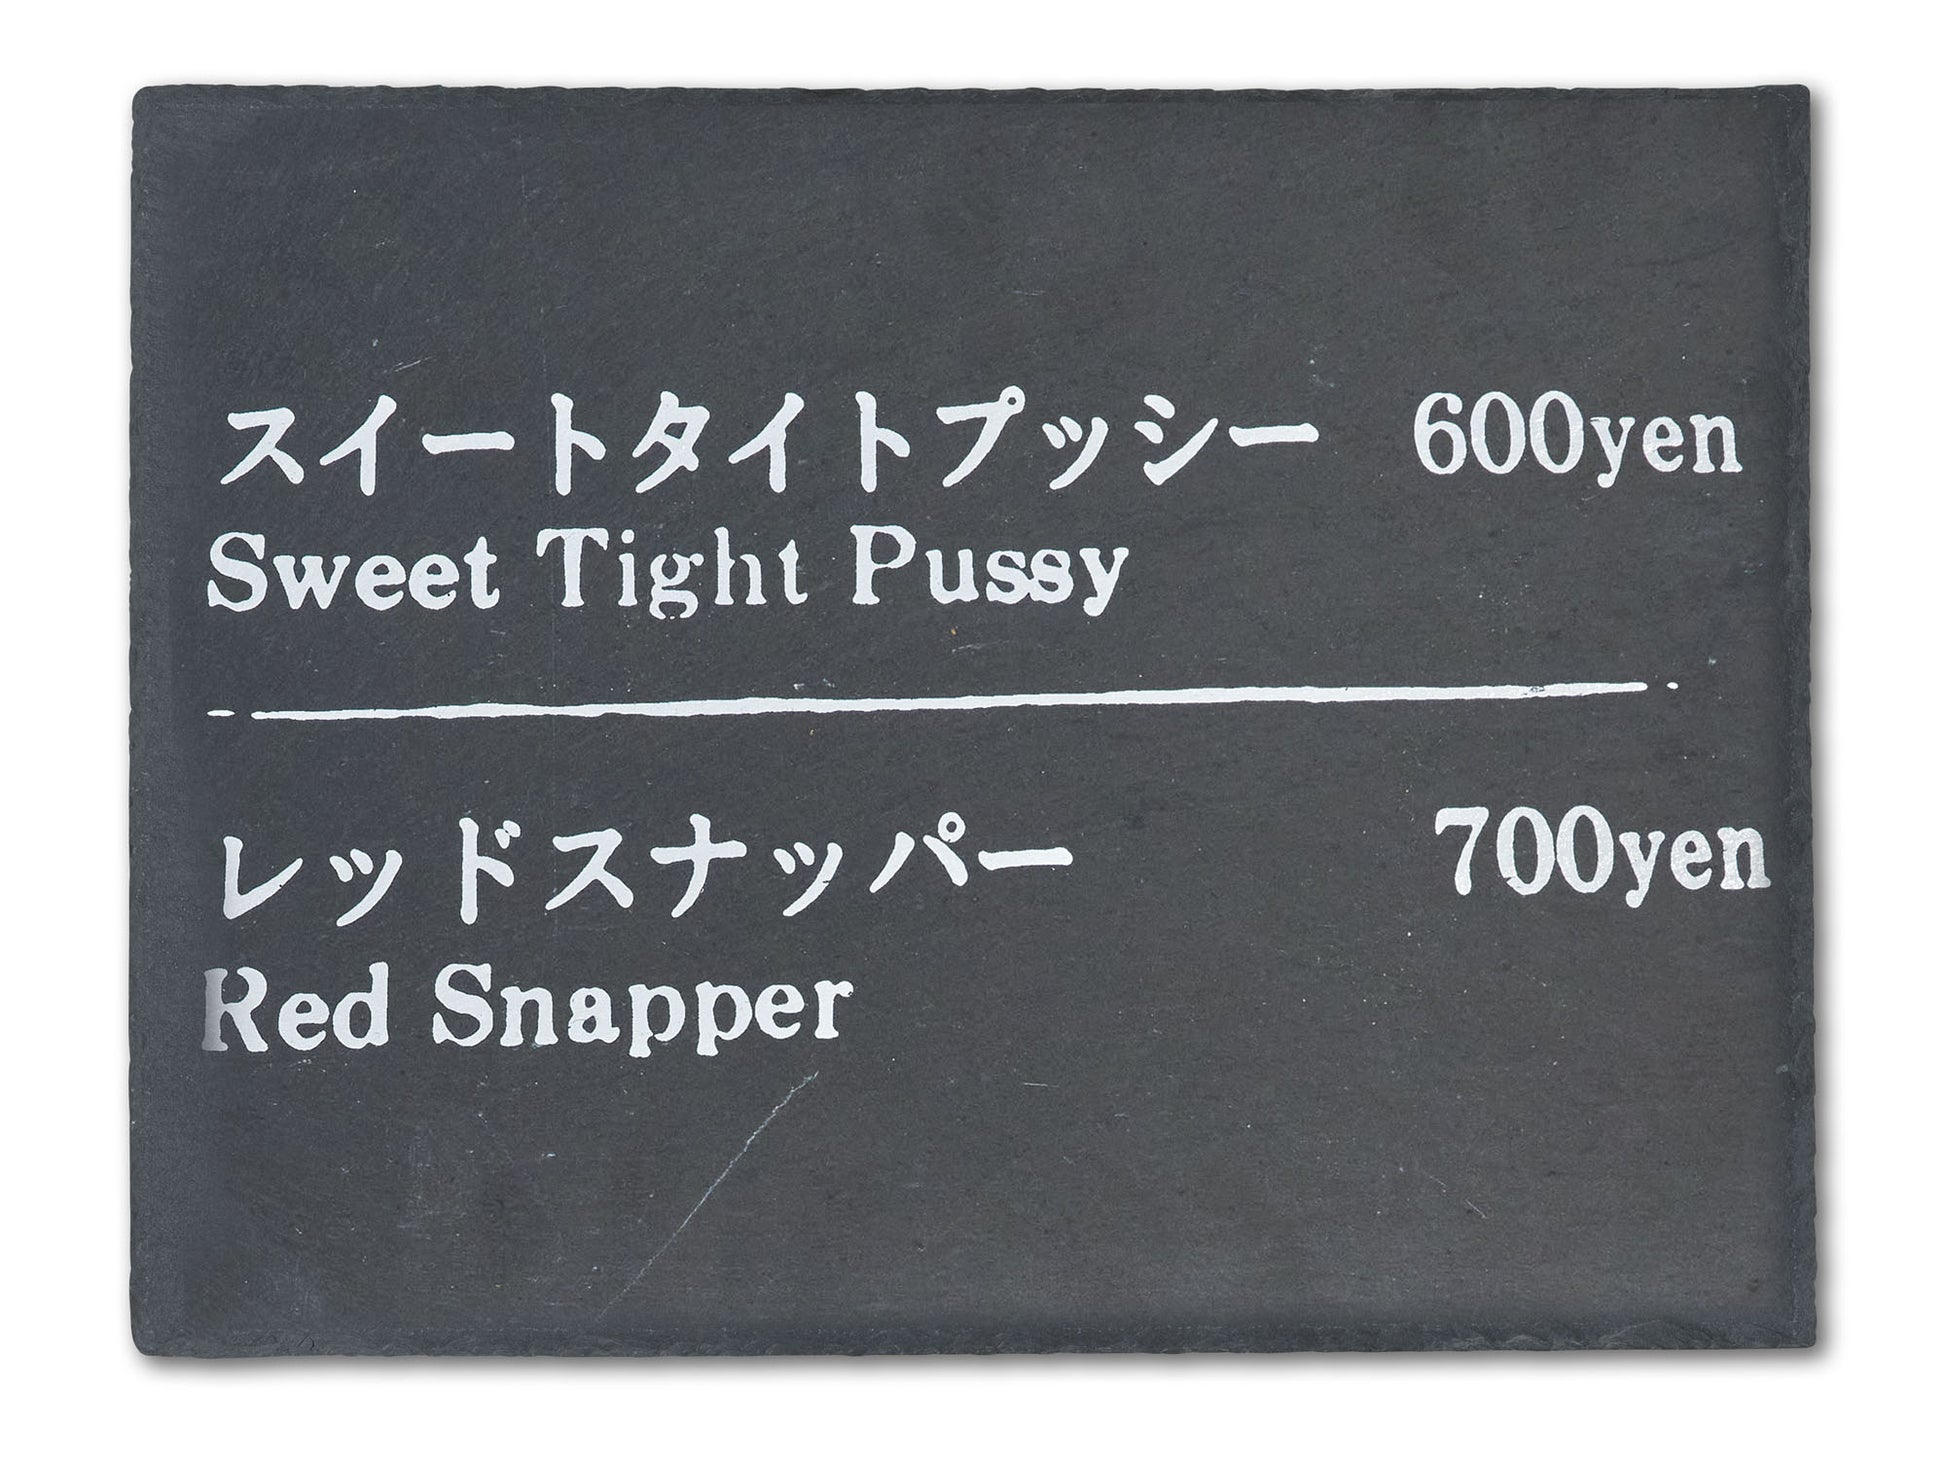 スイートタイトプッシー 600yen
Sweet Tight Pussy
レッドスナッパー 700yen
Red Snapper